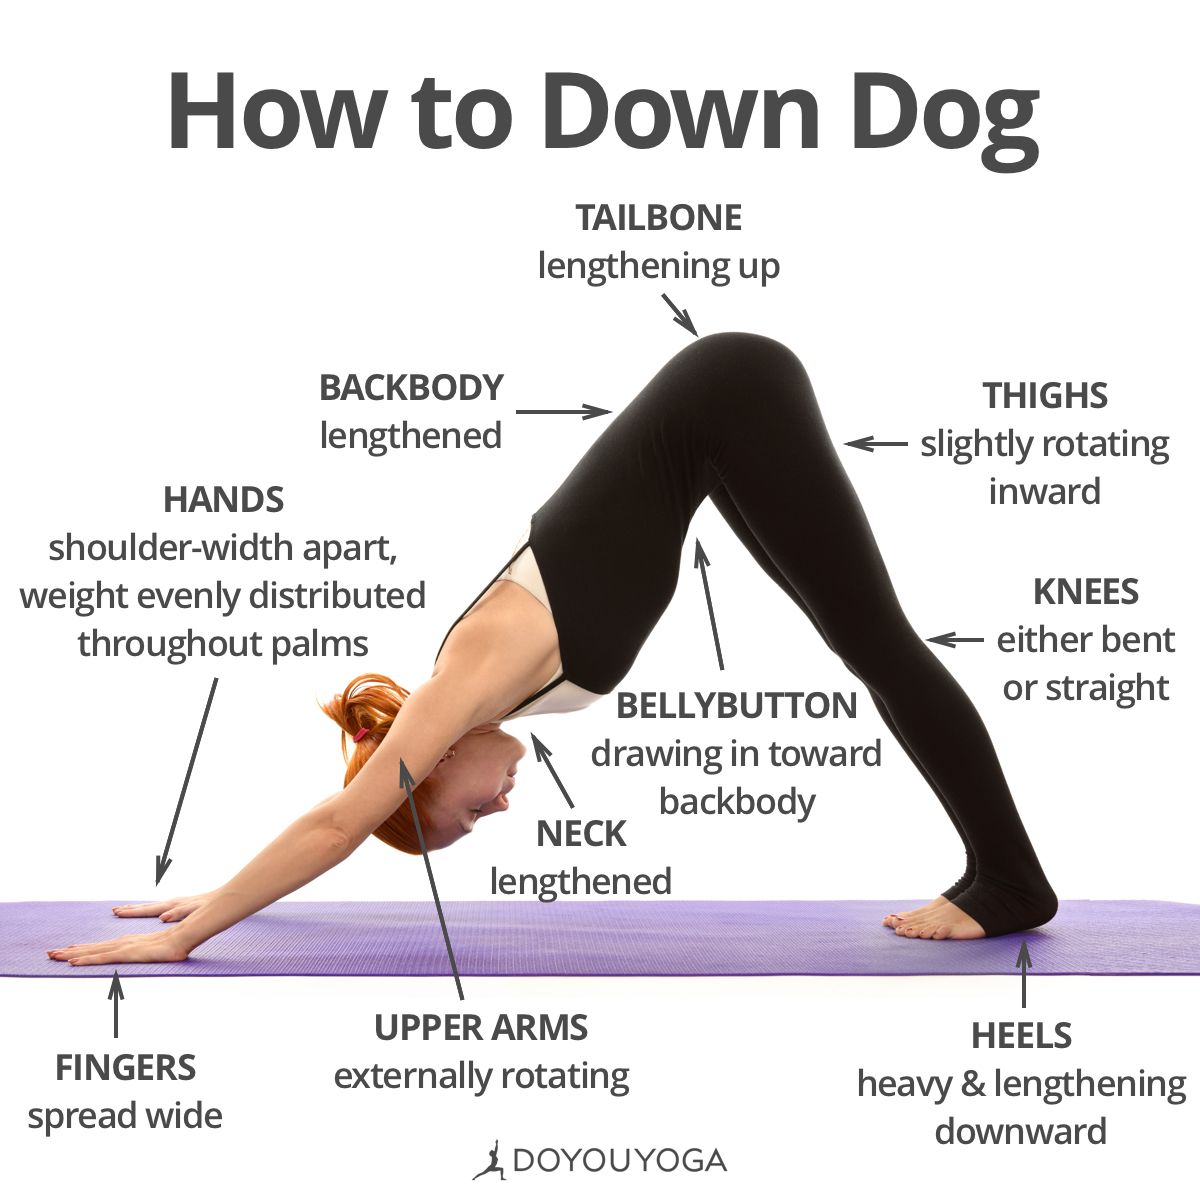 How to Down Dog
TAILBONE
lengthening up
BACKBODY
lengthened
THIGHS
slightly rotating
inward
HANDS
shoulder-width apart,
weight evenly distributed
throughout palms
KNEES
either bent
or straight
BELLYBUTTON
drawing in toward
backbody
NECK
lengthened
UPPER ARMS
externally rotating
FINGERS
spread wide
HEELS
heavy & lengthening
downward
DOYOUYOGA